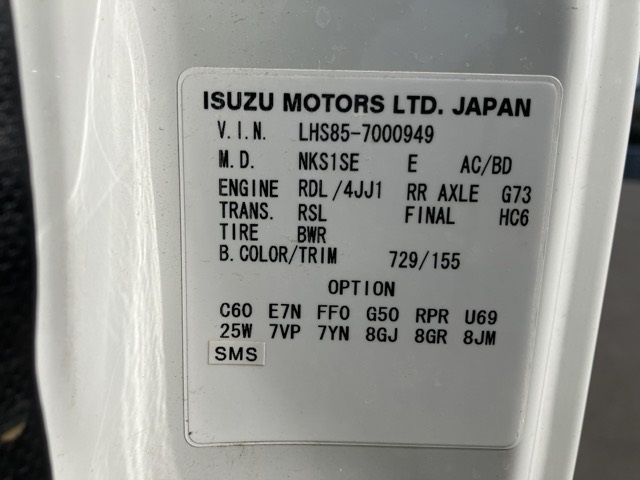 ISUZU MOTORS LTD. JAPAN
V.I.N. LHS85-7000949
M.D. NKS1SE E AC/BD
ENGINE RDL/4JJ1 RR AXLE G73
TRANS. RSL FINAL HC6
TIRE BWR
B.COLOR/TRIM 729/155
OPTION
C60 E7N FF0 G50 RPR U69
25W 7VP 7YN 8GJ 8GR 8JM
SMS